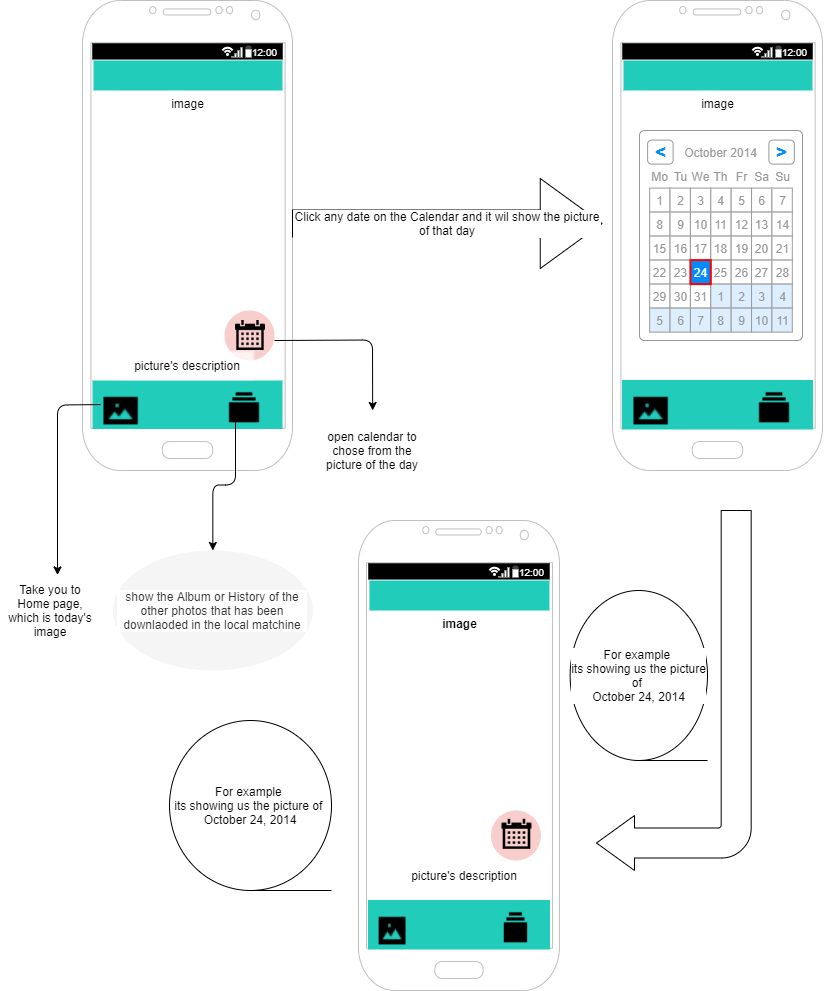 12:00
image
picture's description
12:00
image
< October 2014 >
Mo Tu We Th Fr Sa Su
1 2 3 4 5 6 7
8 9 10 11 12 13 14
15 16 17 18 19 20 21
22 23 24 25 26 27 28
29 30 31 1 2 3 4
5 6 7 8 9 10 11
Click any date on the Calendar and it wil show the picture
of that day
open calendar to
chose from the
picture of the day
Take you to
Home page,
which is today's
image
show the Album or History of the
other photos that has been
downlaoded in the local matchine
12:00
image
picture's description
For example
its showing us the picture
of
October 24, 2014
For example
its showing us the picture of
October 24, 2014